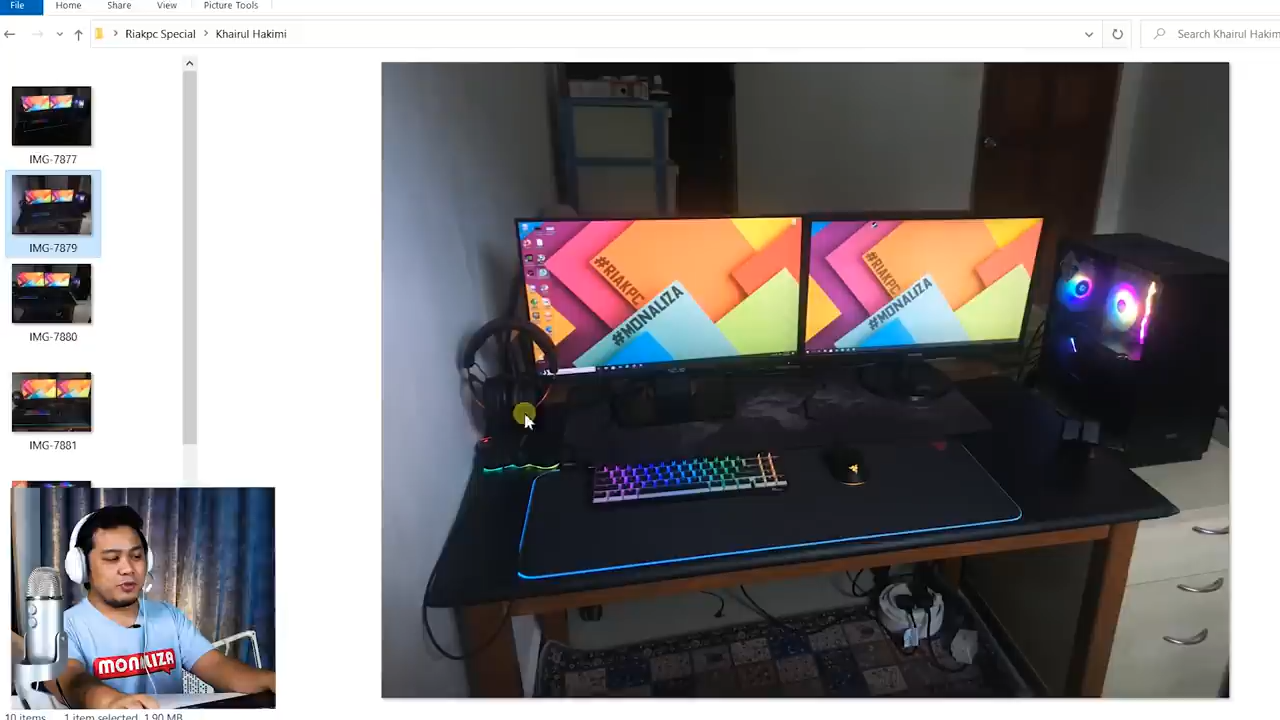 File Home Share View Picture Tools
Riakpc Special Khairul Hakimi
Search Khairul Hakim
IMG-7877
IMG-7879
IMG-7880
IMG-7881
#RIAKPC
#MONALIZA
#RIAKPC
#MONALIZA
MONALIZA
10 items 1 item selected 1.90 MB